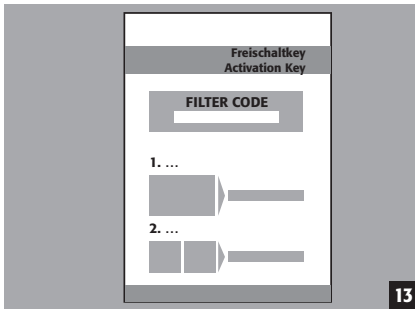 Freischaltkey
Activation Key
FILTER CODE
1. ...
2. ...
13